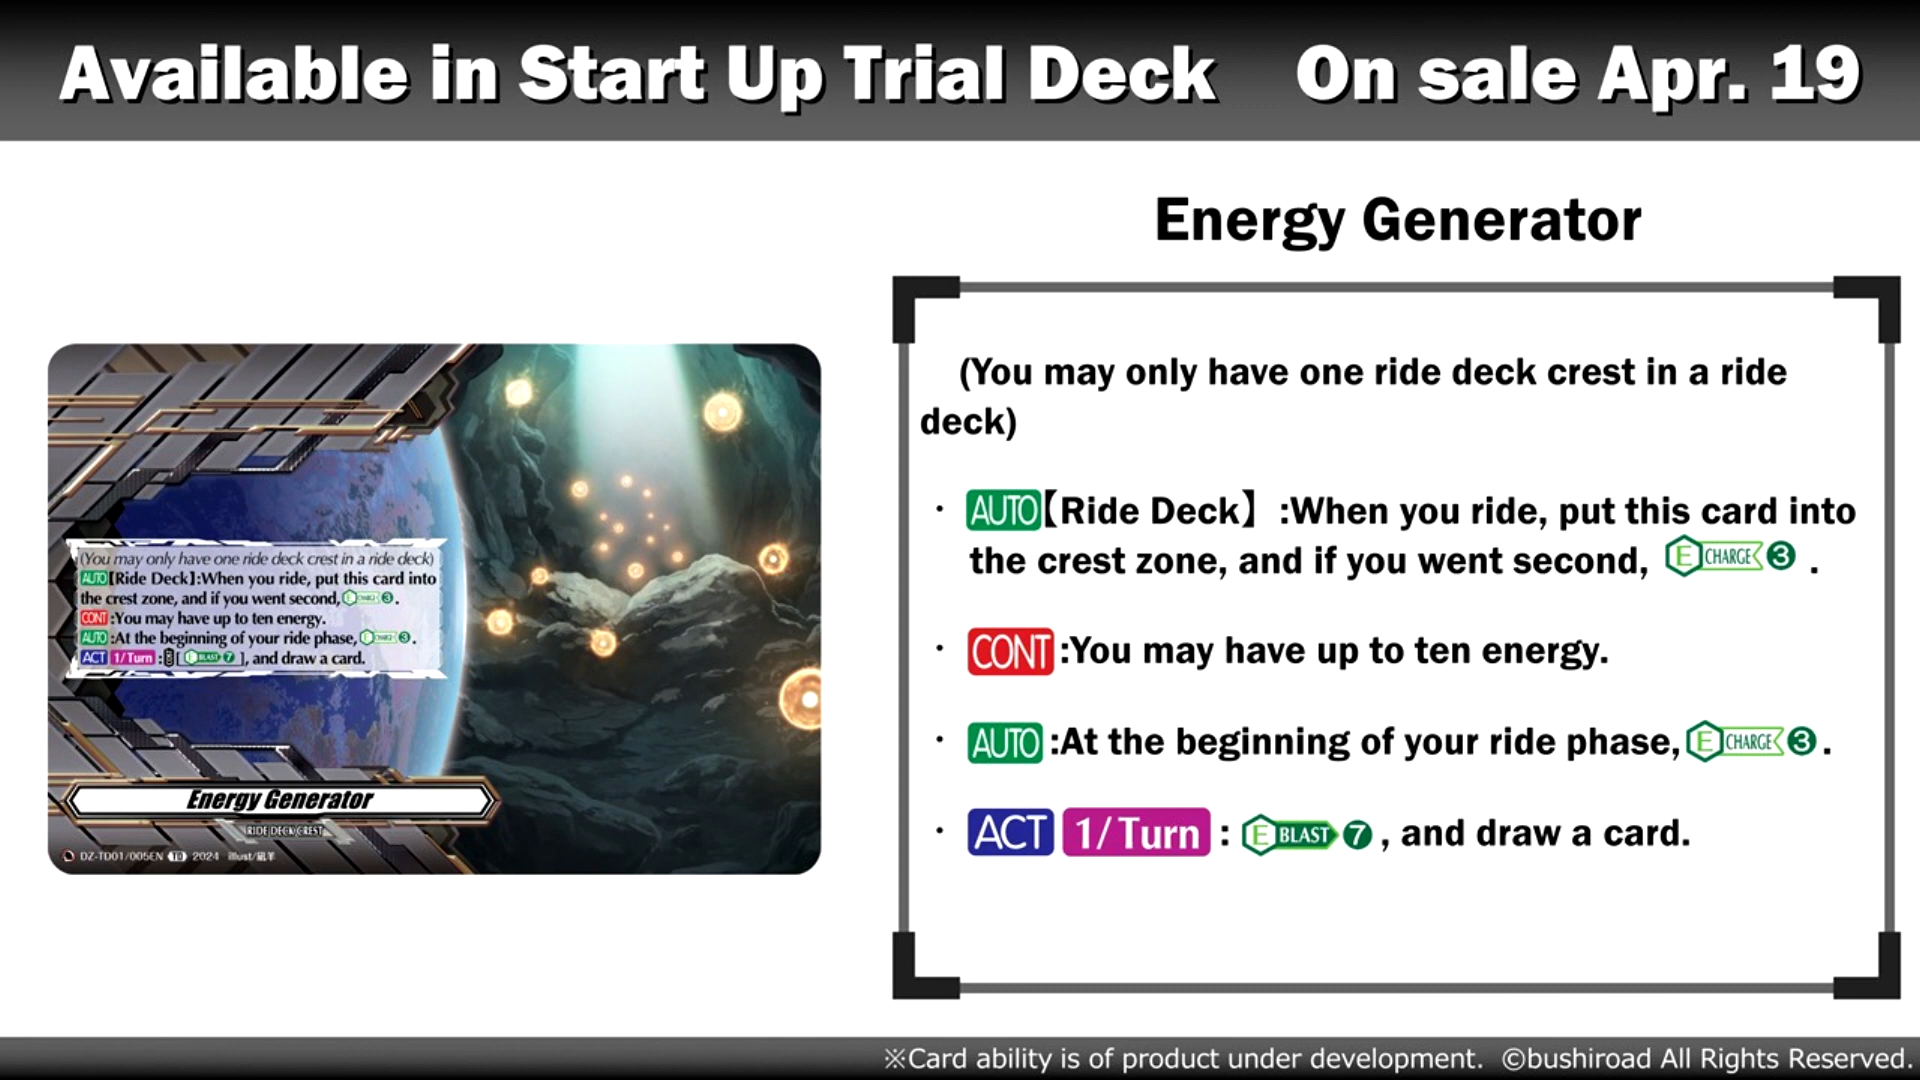 Available in Start Up Trial Deck On sale Apr. 19
Energy Generator
(You may only have one ride deck crest in a ride
deck)
・AUTO【Ride Deck】:When you ride, put this card into
the crest zone, and if you went second, E CHARGE 3 .
・CONT:You may have up to ten energy.
・AUTO:At the beginning of your ride phase, E CHARGE 3 .
・ACT 1/Turn : E BLAST 7 , and draw a card.
(You may only have one ride deck crest in a ride deck)
AUTO【Ride Deck】:When you ride, put this card into
the crest zone, and if you went second, E CHARGE 3 .
CONT:You may have up to ten energy.
AUTO:At the beginning of your ride phase, E CHARGE 3 .
ACT 1/Turn : [ E BLAST 7 ], and draw a card.
Energy Generator
RIDE DECK CREST
DZ-TD01/005EN TD 2024 illust/
※Card ability is of product under development. ©bushiroad All Rights Reserved.